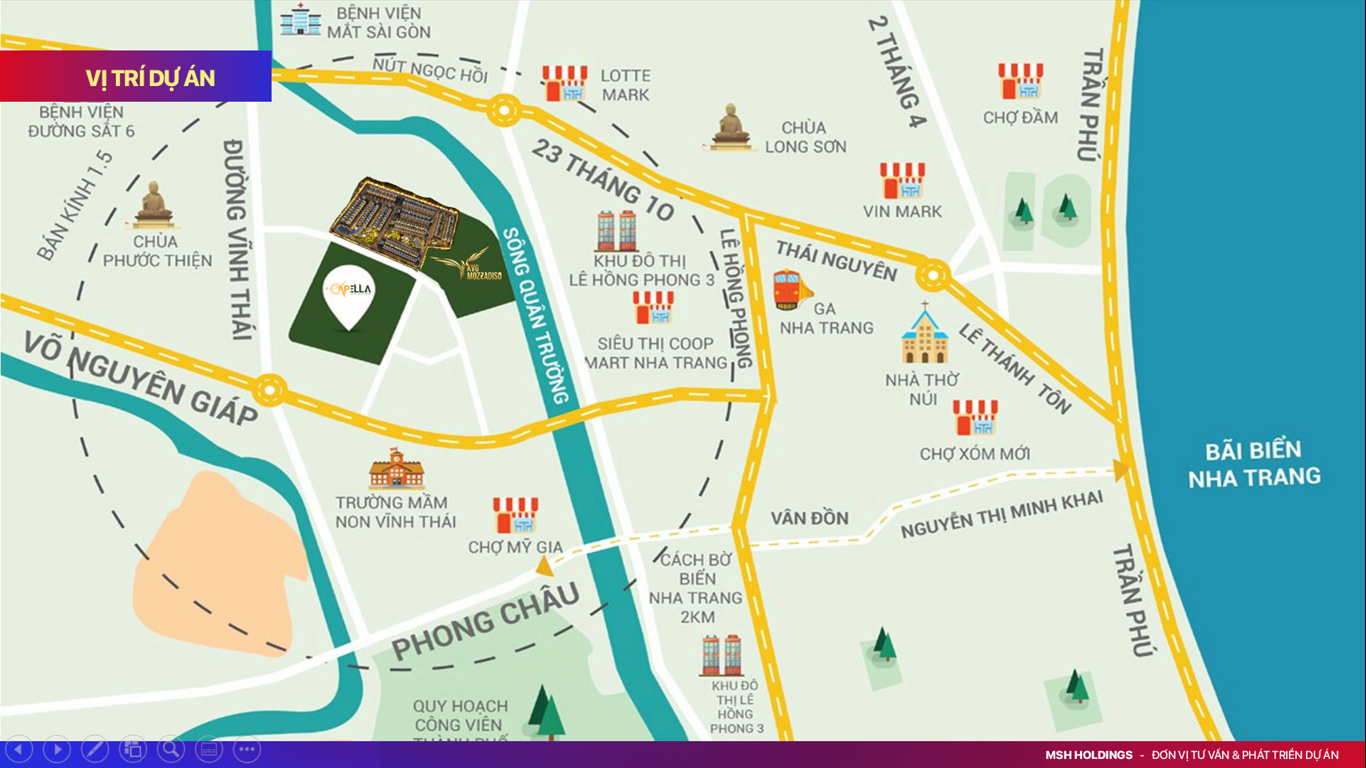 BỆNH VIỆN
MẮT SÀI GÒN
VỊ TRÍ DỰ ÁN
NÚT NGỌC HỒI
LOTTE
MARK
2 THÁNG 4
TRẦN PHÚ
CHỢ ĐẦM
BỆNH VIỆN
ĐƯỜNG SẮT 6
BÁN KÍNH 1.5
ĐƯỜNG VĨNH THÁI
23 THÁNG 10
CHÙA
LONG SƠN
VIN MARK
CHÙA
PHƯỚC THIỆN
KVG
MOZZADISO
CAPELLA
SÔNG QUÁN TRƯỜNG
KHU ĐÔ THỊ
LÊ HỒNG PHONG 3
LÊ HỒNG PHONG
THÁI NGUYÊN
GA
NHA TRANG
SIÊU THỊ COOP
MART NHA TRANG
NHÀ THỜ
NÚI
LÊ THÁNH TÔN
VÕ NGUYÊN GIÁP
CHỢ XÓM MỚI
BÃI BIỂN
NHA TRANG
TRƯỜNG MẦM
NON VĨNH THÁI
CHỢ MỸ GIA
VÂN ĐỒN
NGUYỄN THỊ MINH KHAI
CÁCH BỜ
BIỂN
NHA TRANG
2KM
TRẦN PHÚ
PHONG CHÂU
KHU ĐÔ
THỊ LÊ
HỒNG
PHONG 3
QUY HOẠCH
CÔNG VIÊN
THÀNH PHỐ
MSH HOLDINGS - ĐƠN VỊ TƯ VẤN & PHÁT TRIỂN DỰ ÁN